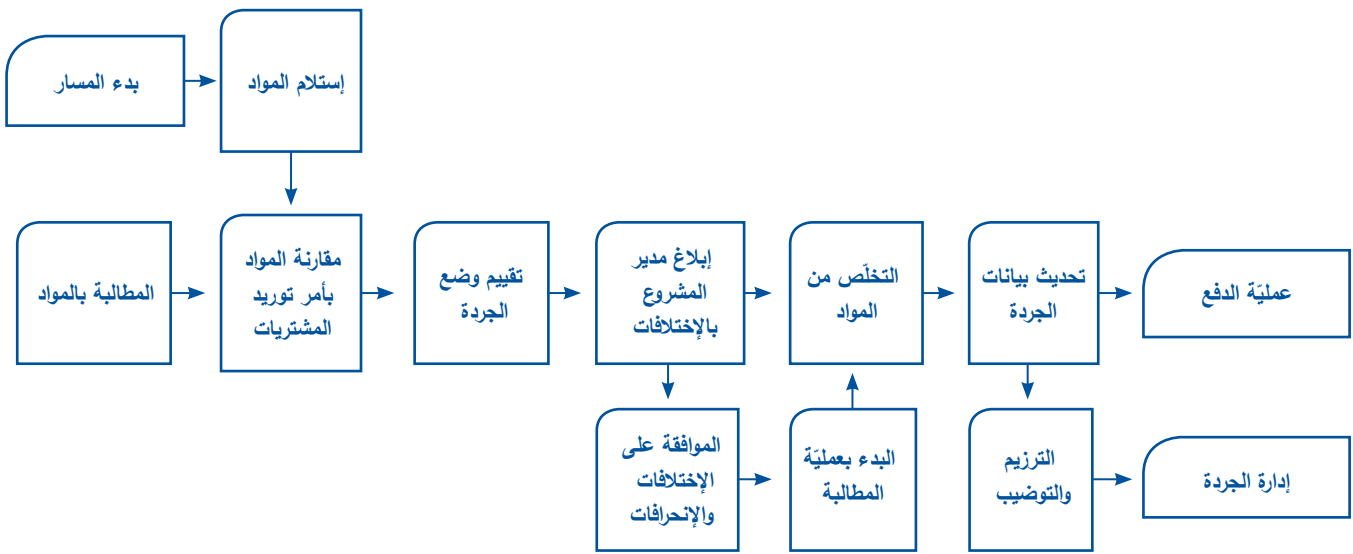 بدء المسار
إستلام المواد
المطالبة بالمواد
مقارنة المواد
بأمر توريد
المشتريات
تقييم وضع
الجردة
إبلاغ مدير
المشروع
بالإختلافات
التخلّص من
المواد
تحديث بيانات
الجردة
عمليّة الدفع
الموافقة على
الإختلافات
والإنحرافات
البدء بعمليّة
المطالبة
الترزيم
والتوضيب
إدارة الجردة